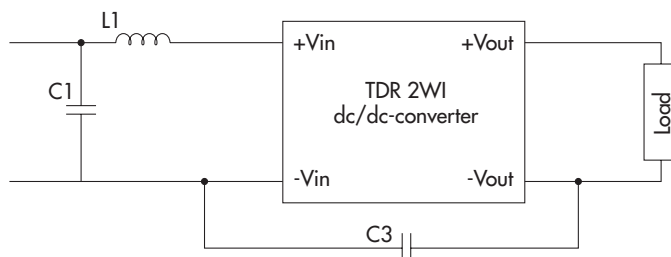 L1
+Vin
+Vout
C1
TDR 2WI
dc/dc-converter
Load
-Vin
-Vout
C3